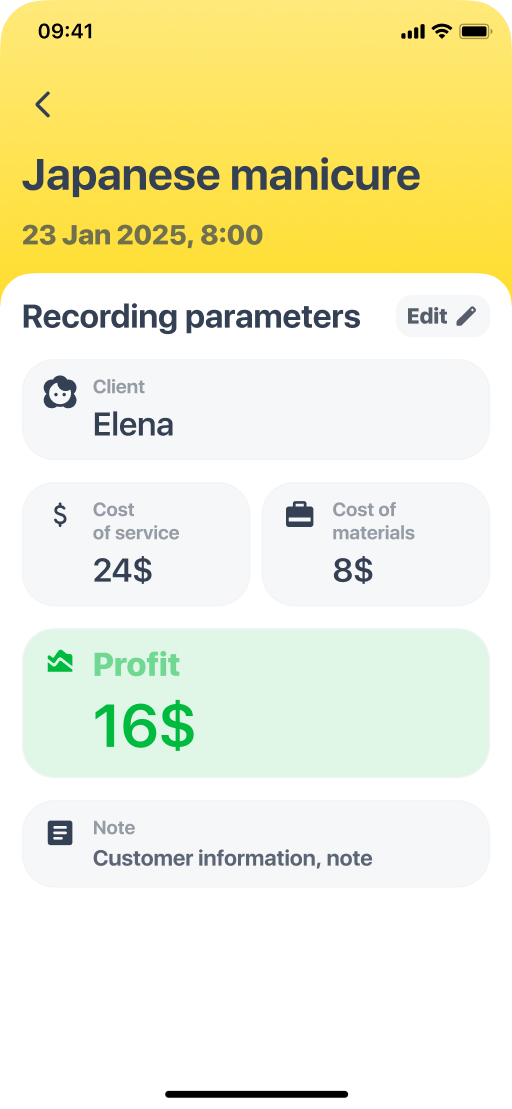 09:41
Japanese manicure
23 Jan 2025, 8:00
Recording parameters
Edit
Client
Elena
Cost
of service
24$
Cost of
materials
8$
Profit
16$
Note
Customer information, note